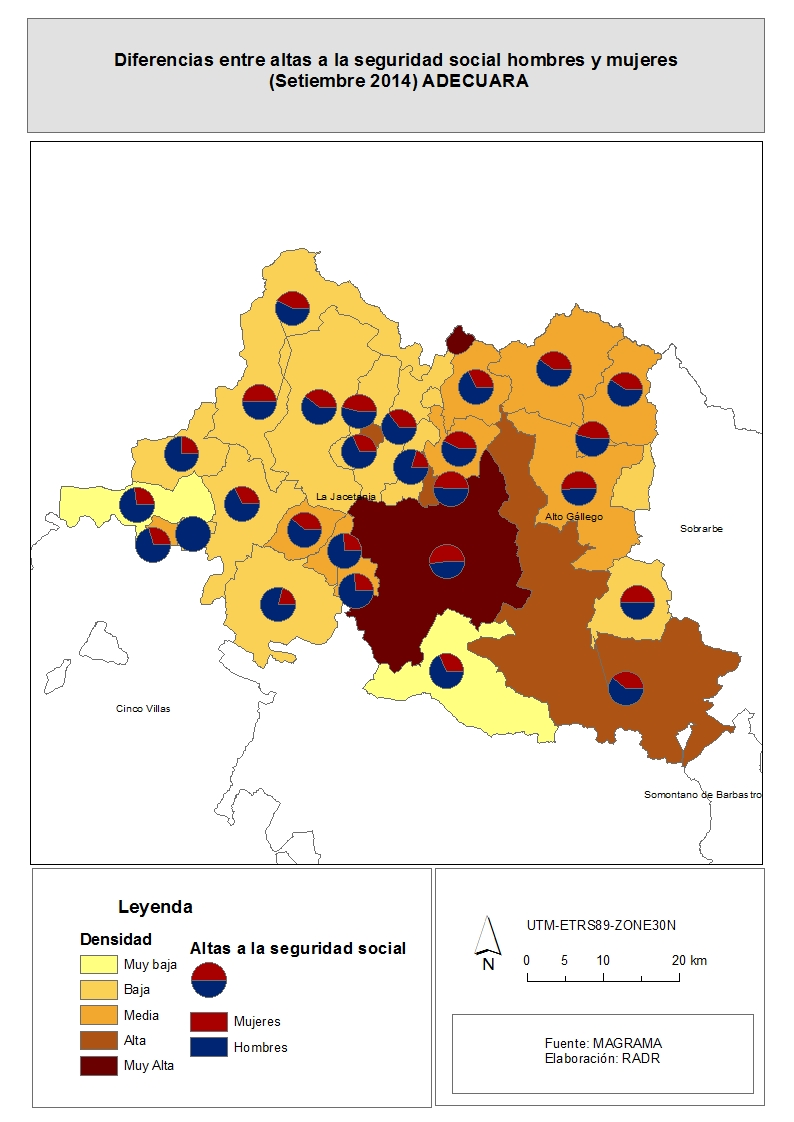 Diferencias entre altas a la seguridad social hombres y mujeres
(Setiembre 2014) ADECUARA
La Jacetania
Alto Gállego
Sobrarbe
Cinco Villas
Somontano de Barbastro
Leyenda
Densidad
Muy baja
Baja
Media
Alta
Muy Alta
Altas a la seguridad social
Mujeres
Hombres
N
UTM-ETRS89-ZONE30N
0 5 10 20 km
Fuente: MAGRAMA
Elaboración: RADR